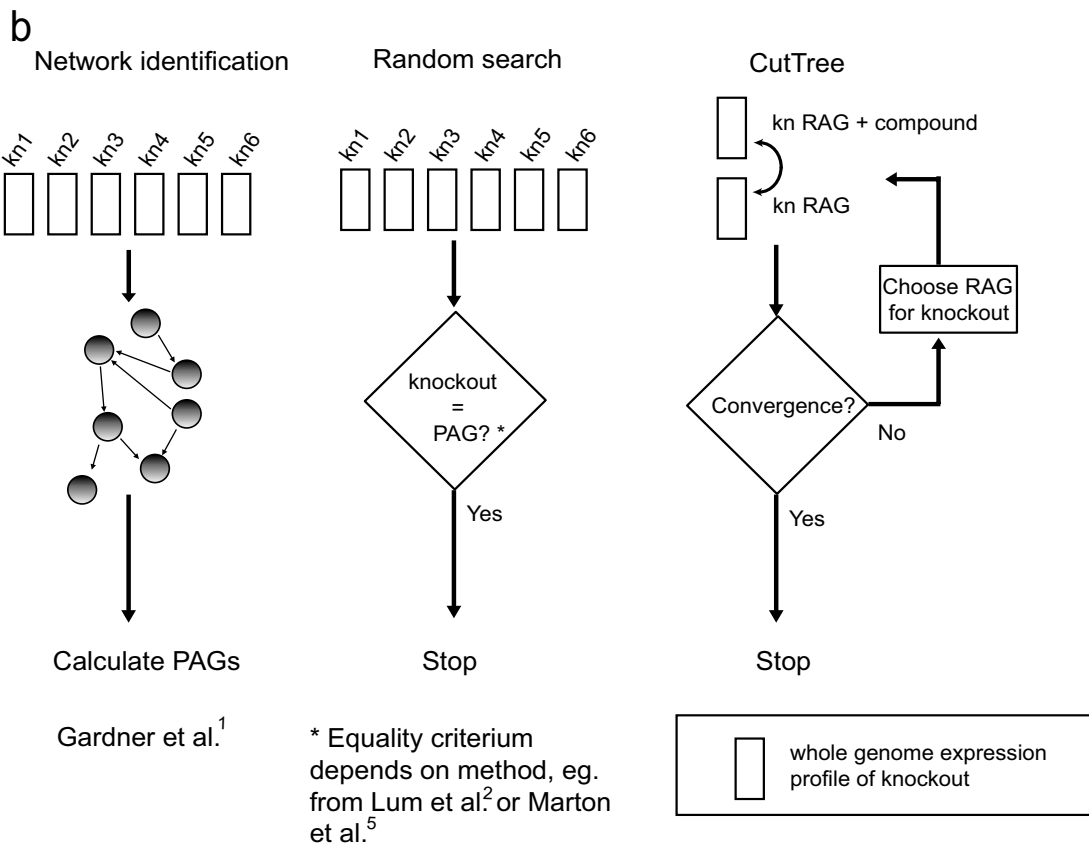 b
Network identification
kn1
kn2
kn3
kn4
kn5
kn6
Calculate PAGs
Gardner et al.1
Random search
kn1
kn2
kn3
kn4
kn5
kn6
knockout
=
PAG? *
Yes
Stop
* Equality criterium
depends on method, eg.
from Lum et al.2 or Marton
et al.5
CutTree
kn RAG + compound
kn RAG
Choose RAG
for knockout
Convergence?
No
Yes
Stop
whole genome expression
profile of knockout